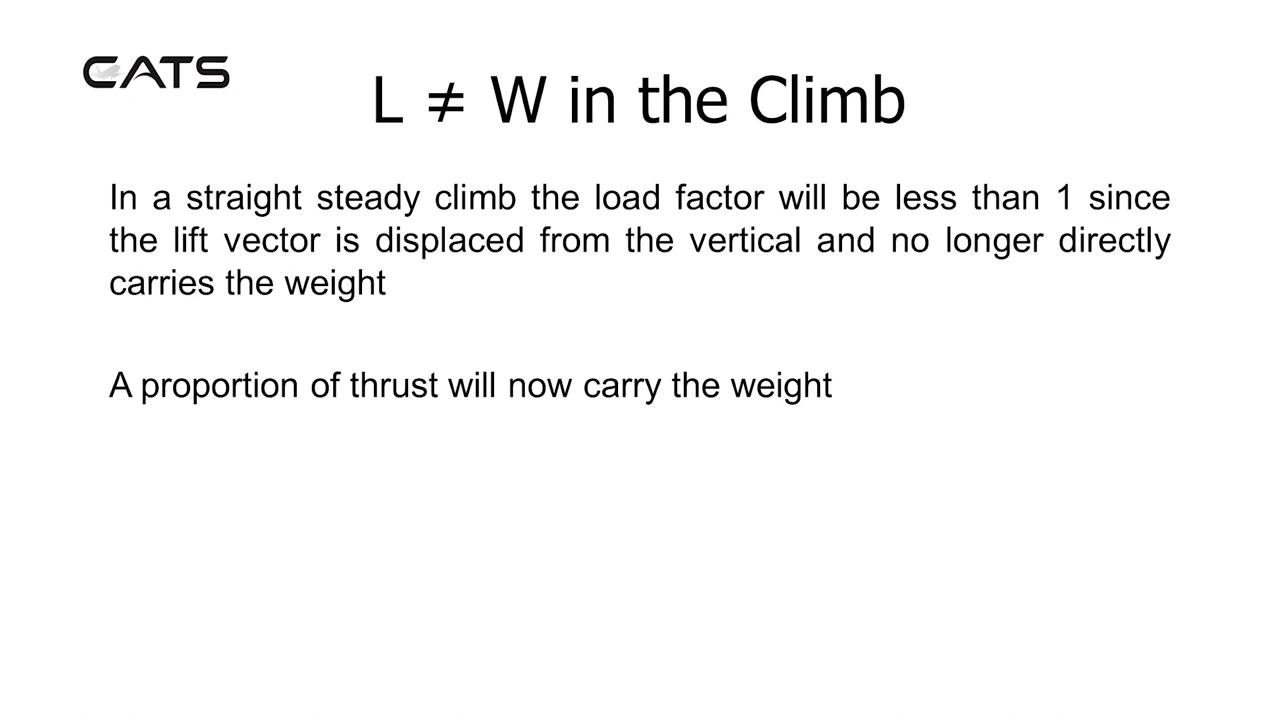 CATS
L ≠ W in the Climb
In a straight steady climb the load factor will be less than 1 since
the lift vector is displaced from the vertical and no longer directly
carries the weight
A proportion of thrust will now carry the weight